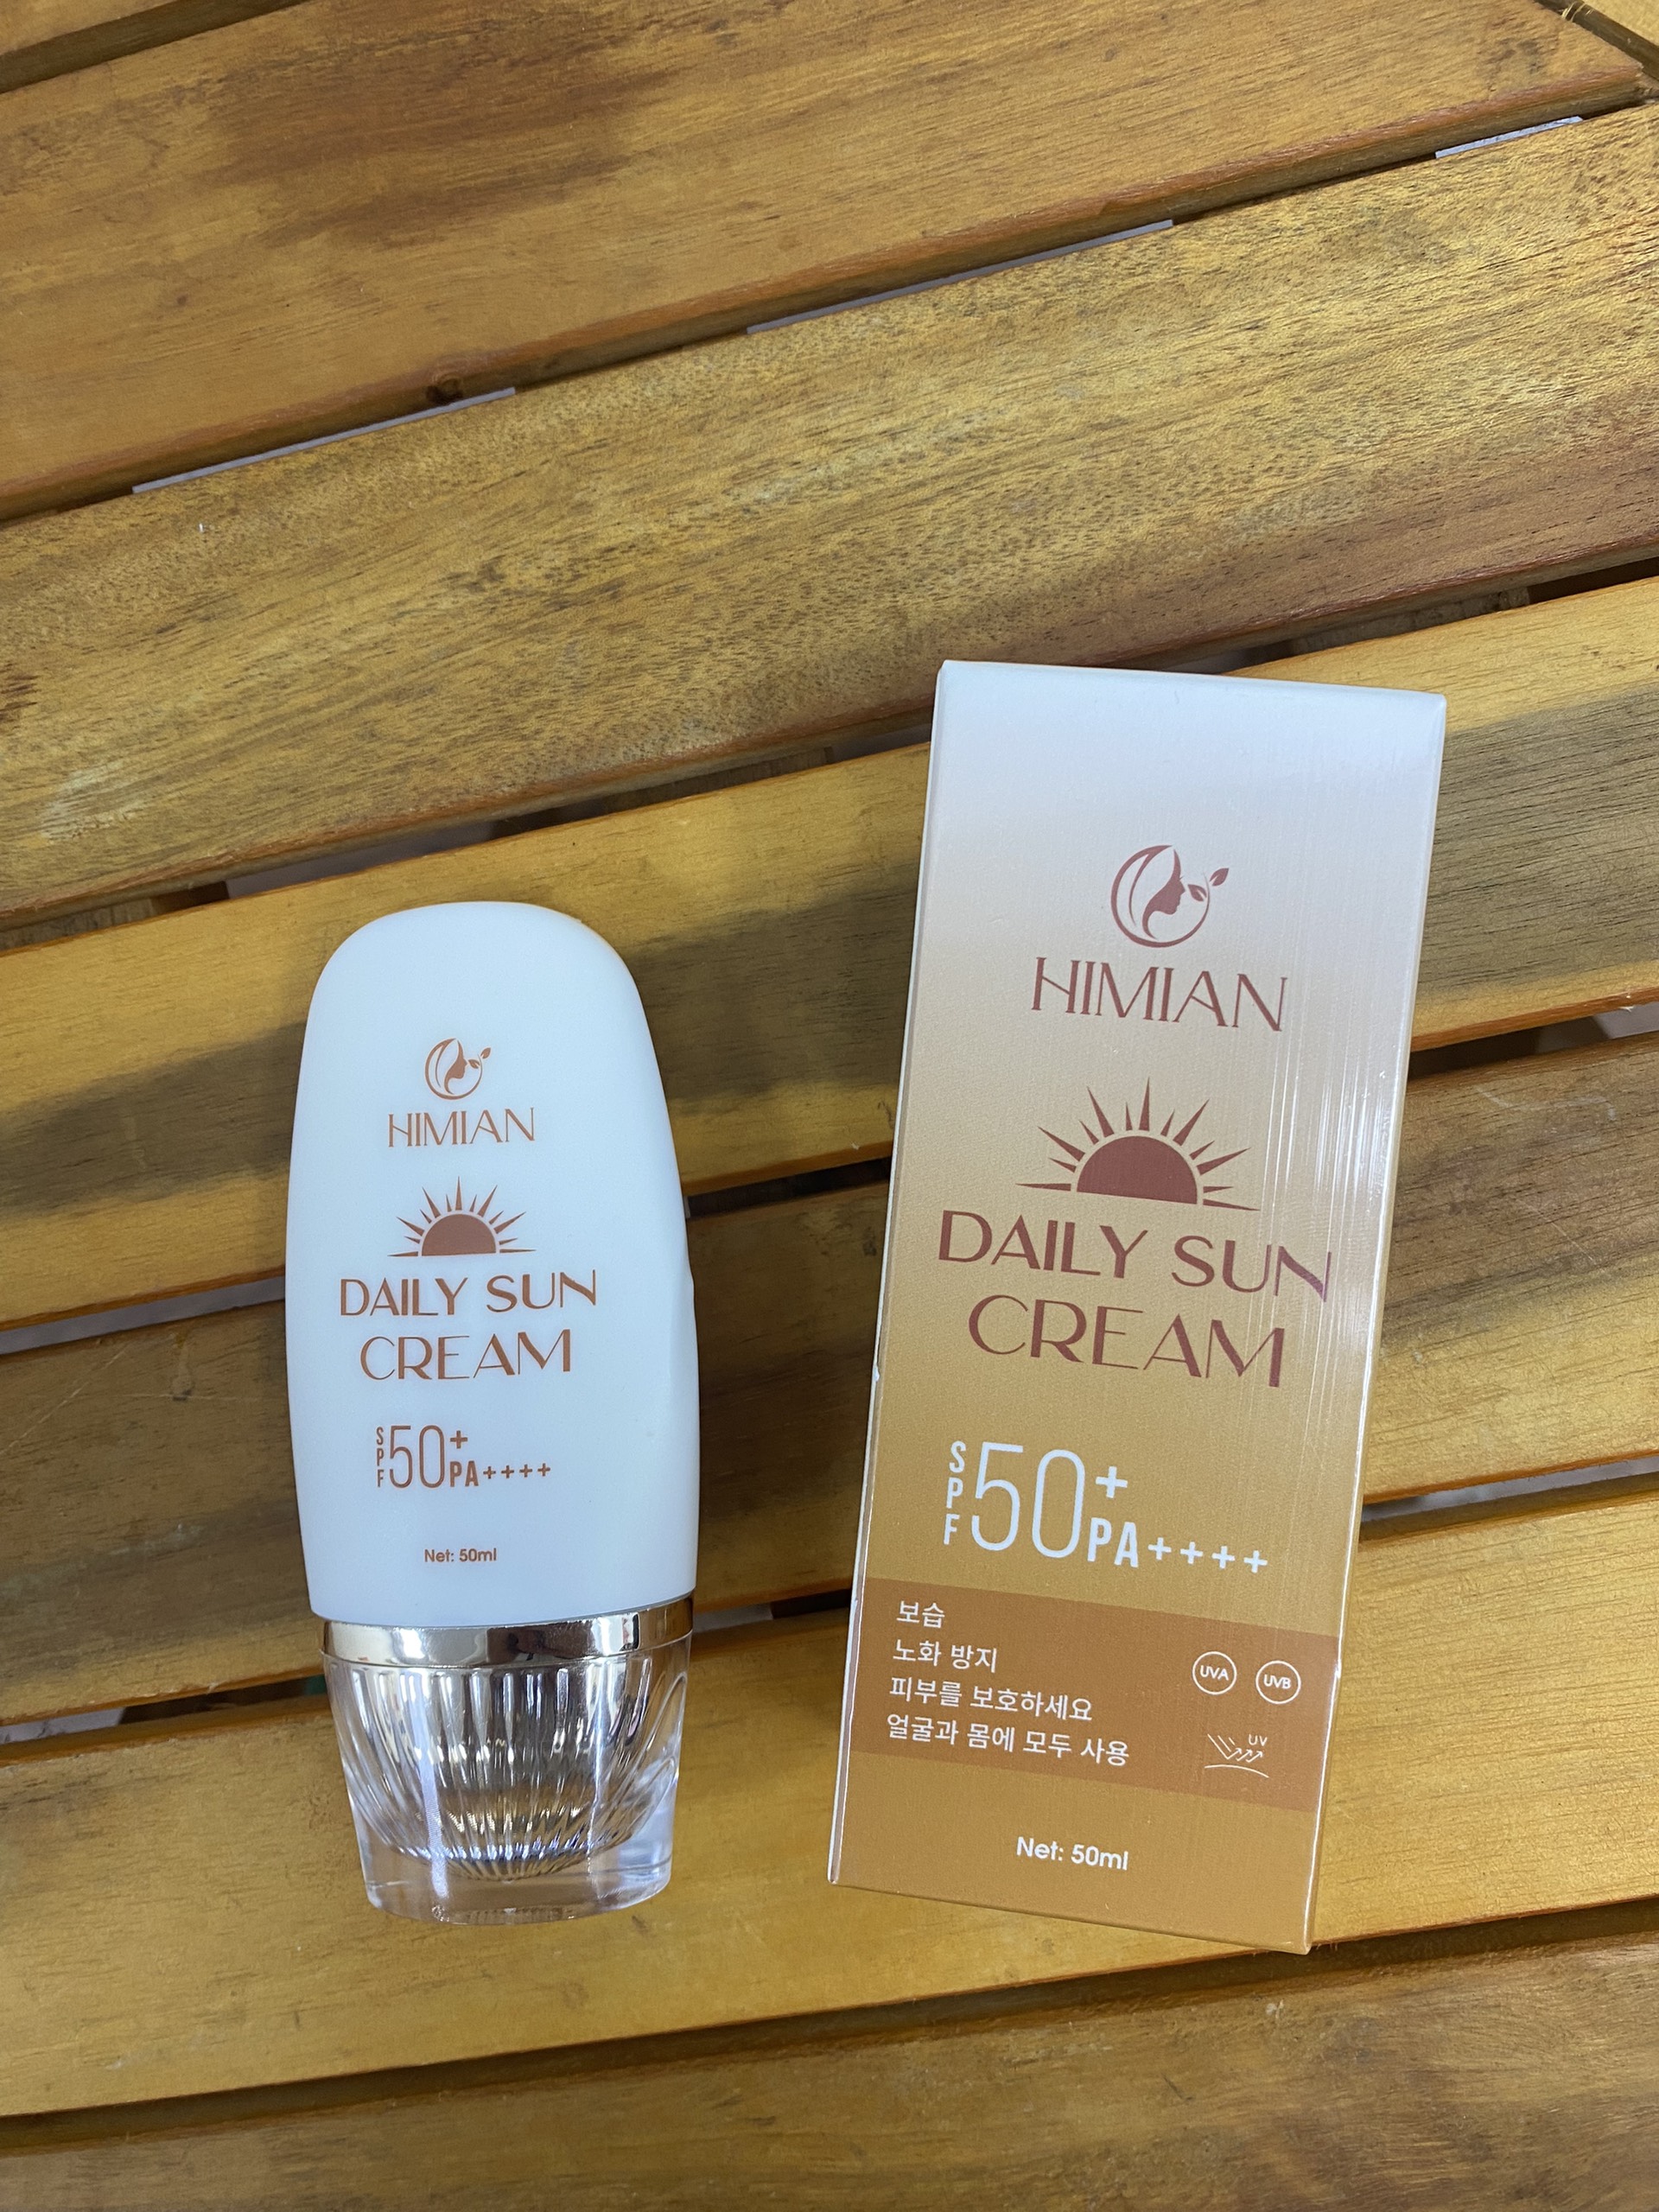 HIMIAN
DAILY SUN
CREAM
SPF 50+
PA++++
Net: 50ml
HIMIAN
DAILY SUN
CREAM
SPF 50+
PA++++
보습
노화 방지
피부를 보호하세요
얼굴과 몸에 모두 사용
UVA UVB
UV
Net: 50ml